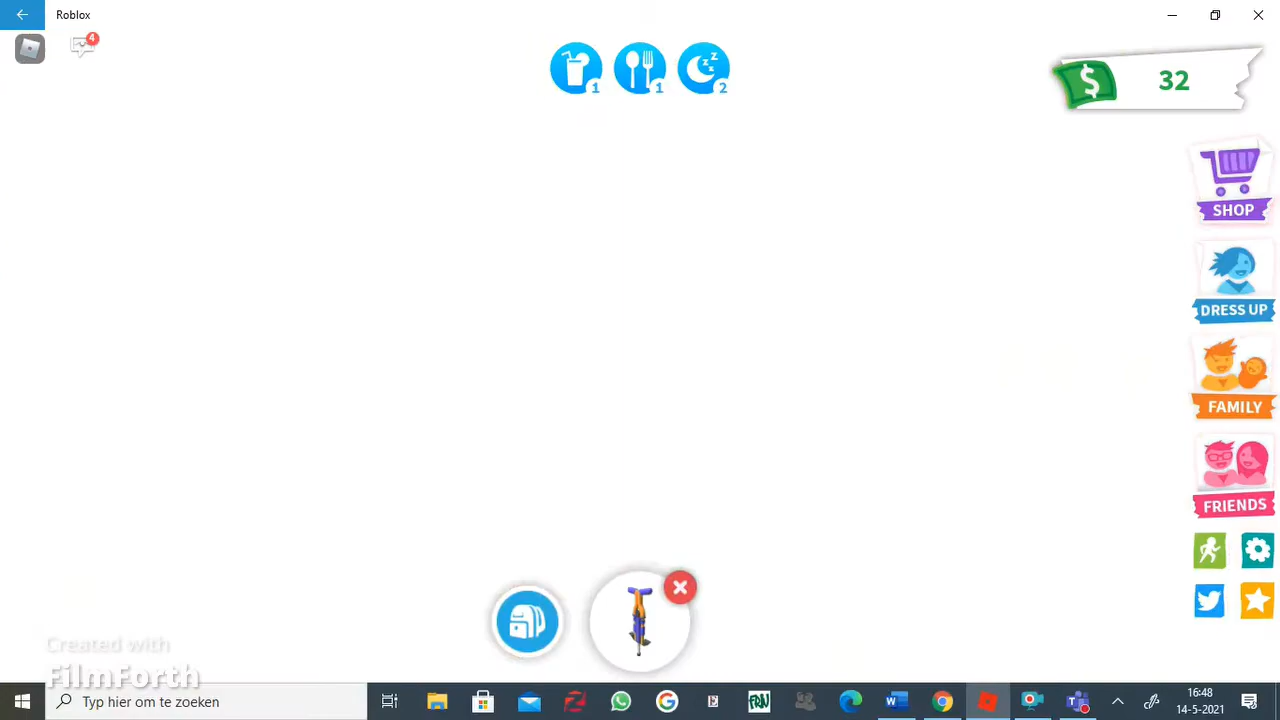 Roblox
4
1
1
2
$ 32
SHOP
DRESS UP
FAMILY
FRIENDS
Created with
FilmForth
Typ hier om te zoeken
16:48
14-5-2021